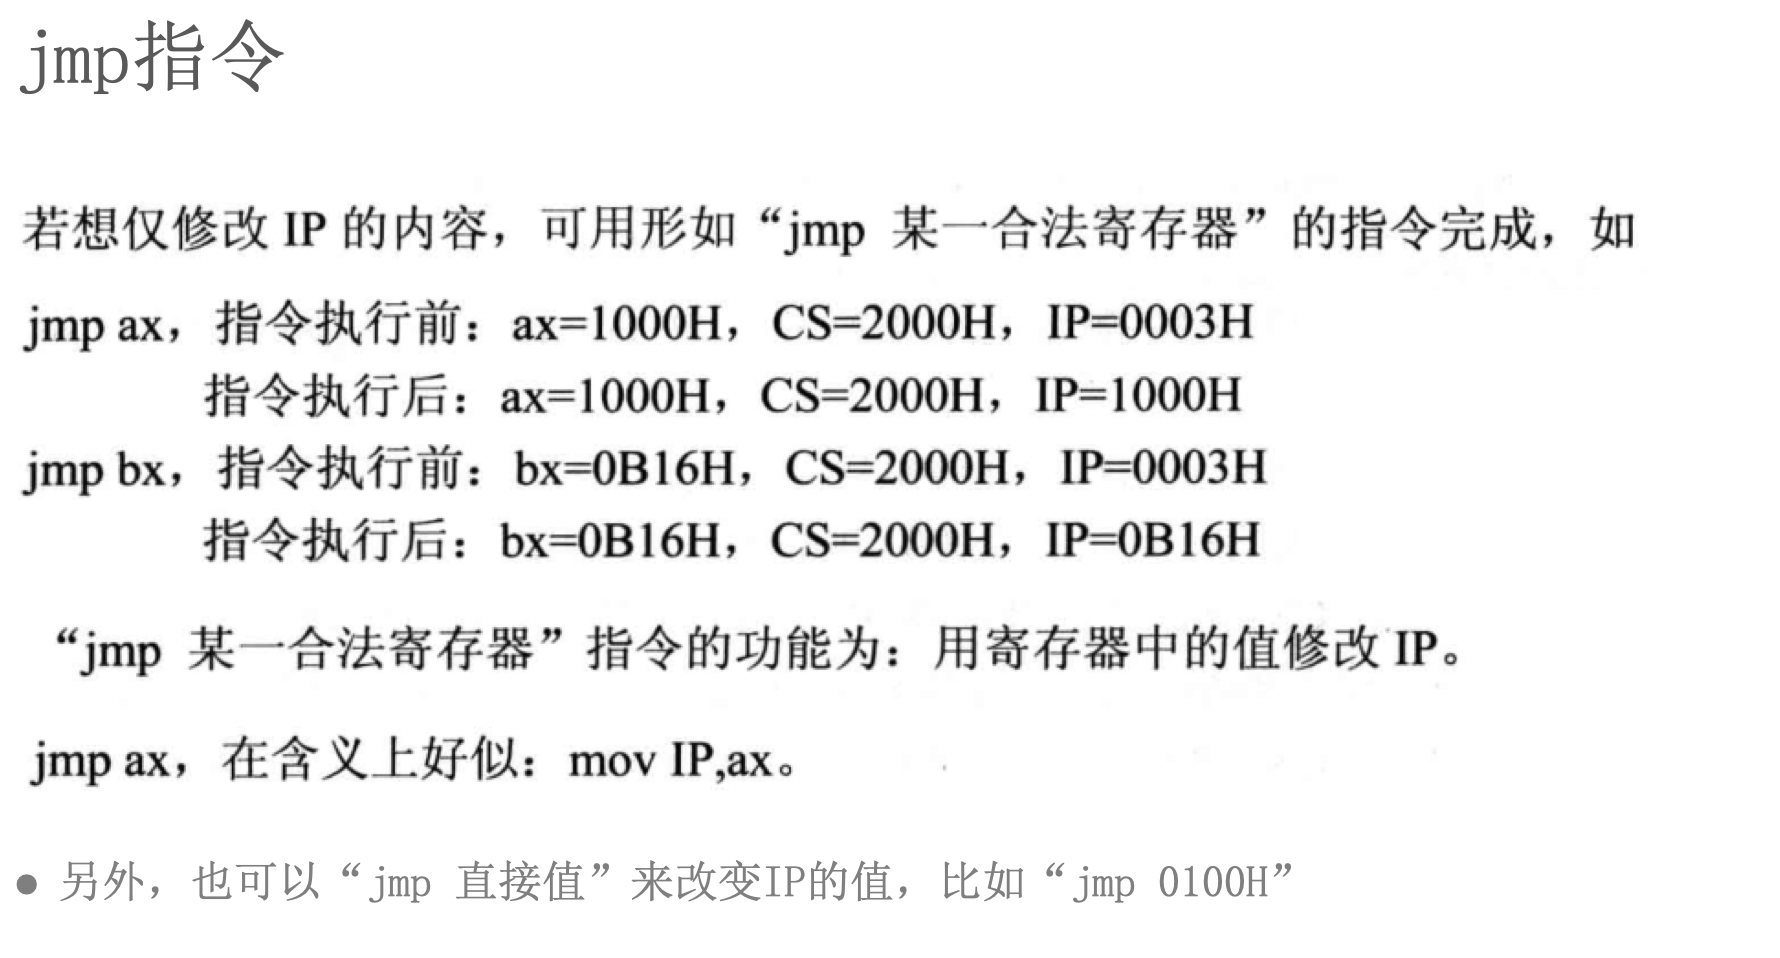 jmp指令
若想仅修改 IP 的内容，可用形如“jmp 某一合法寄存器”的指令完成，如
jmp ax，指令执行前：ax=1000H，CS=2000H，IP=0003H
指令执行后：ax=1000H，CS=2000H，IP=1000H
jmp bx，指令执行前：bx=0B16H，CS=2000H，IP=0003H
指令执行后：bx=0B16H，CS=2000H，IP=0B16H
“jmp 某一合法寄存器”指令的功能为：用寄存器中的值修改 IP。
jmp ax，在含义上好似：mov IP,ax。
● 另外，也可以“jmp 直接值”来改变IP的值，比如“jmp 0100H”